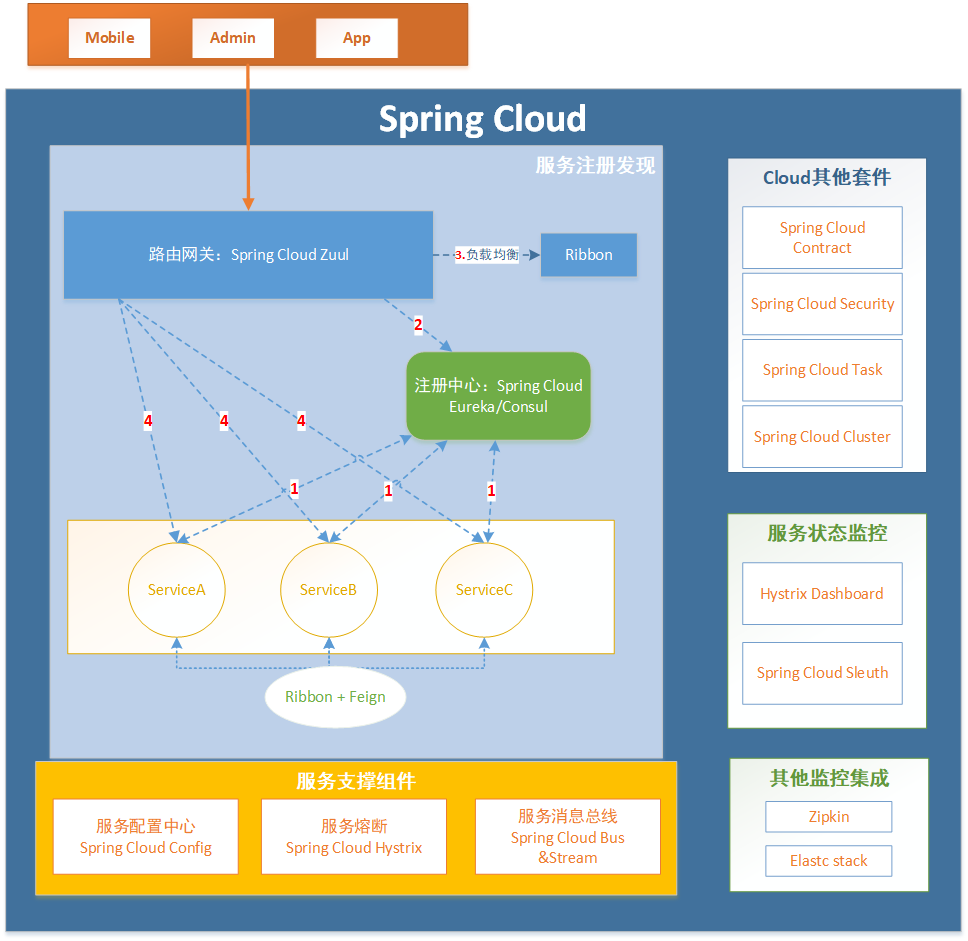 Mobile
Admin
App
Spring Cloud
服务注册发现
路由网关：Spring Cloud Zuul
3.负载均衡
Ribbon
2
注册中心：Spring Cloud
Eureka/Consul
4
4
4
1
1
1
ServiceA
ServiceB
ServiceC
Ribbon + Feign
服务支撑组件
服务配置中心
Spring Cloud Config
服务熔断
Spring Cloud Hystrix
服务消息总线
Spring Cloud Bus
&Stream
Cloud其他套件
Spring Cloud
Contract
Spring Cloud Security
Spring Cloud Task
Spring Cloud Cluster
服务状态监控
Hystrix Dashboard
Spring Cloud Sleuth
其他监控集成
Zipkin
Elastc stack